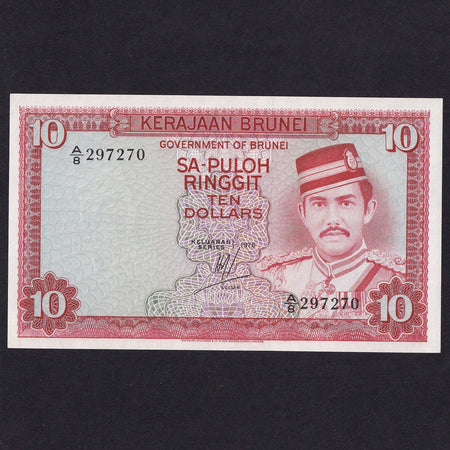 10
KERAJAAN BRUNEI
10
GOVERNMENT OF BRUNEI
A/8 297270
SA-PULOH
RINGGIT
TEN
DOLLARS
KELUARAN
SERIES
1976
10
A/8 297270
10